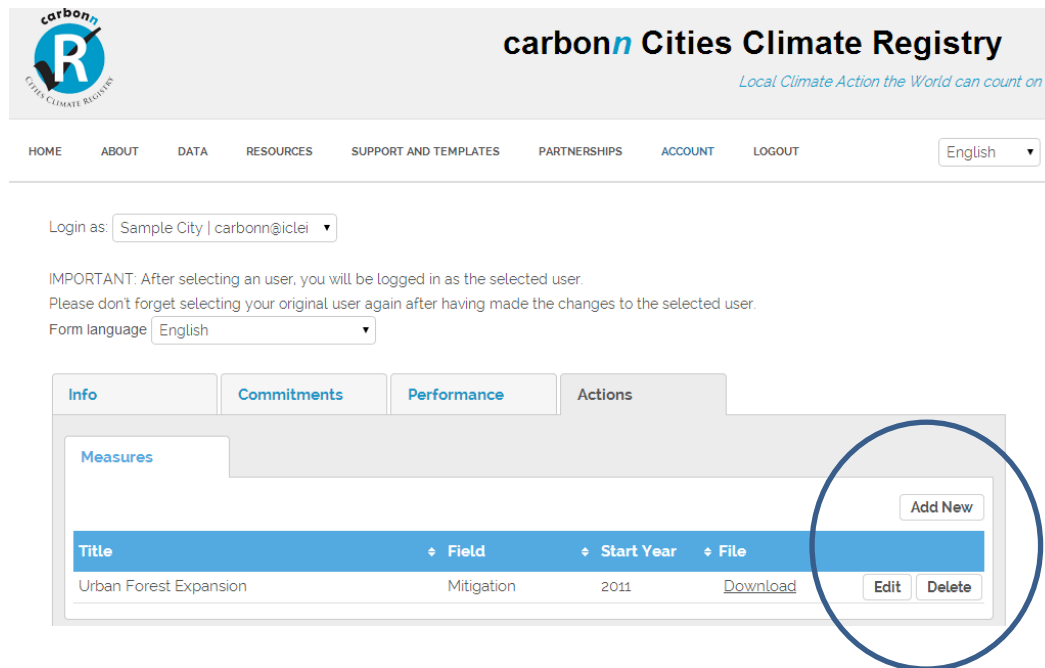 carbonn
R
CITIES CLIMATE REGISTRY
carbonn Cities Climate Registry
Local Climate Action the World can count on
HOME ABOUT DATA RESOURCES SUPPORT AND TEMPLATES PARTNERSHIPS ACCOUNT LOGOUT English
Login as: Sample City | carbonn@iclei
IMPORTANT: After selecting an user, you will be logged in as the selected user.
Please don't forget selecting your original user again after having made the changes to the selected user.
Form language English
Info Commitments Performance Actions
Measures
Add New
Title Field Start Year File
Urban Forest Expansion Mitigation 2011 Download Edit Delete